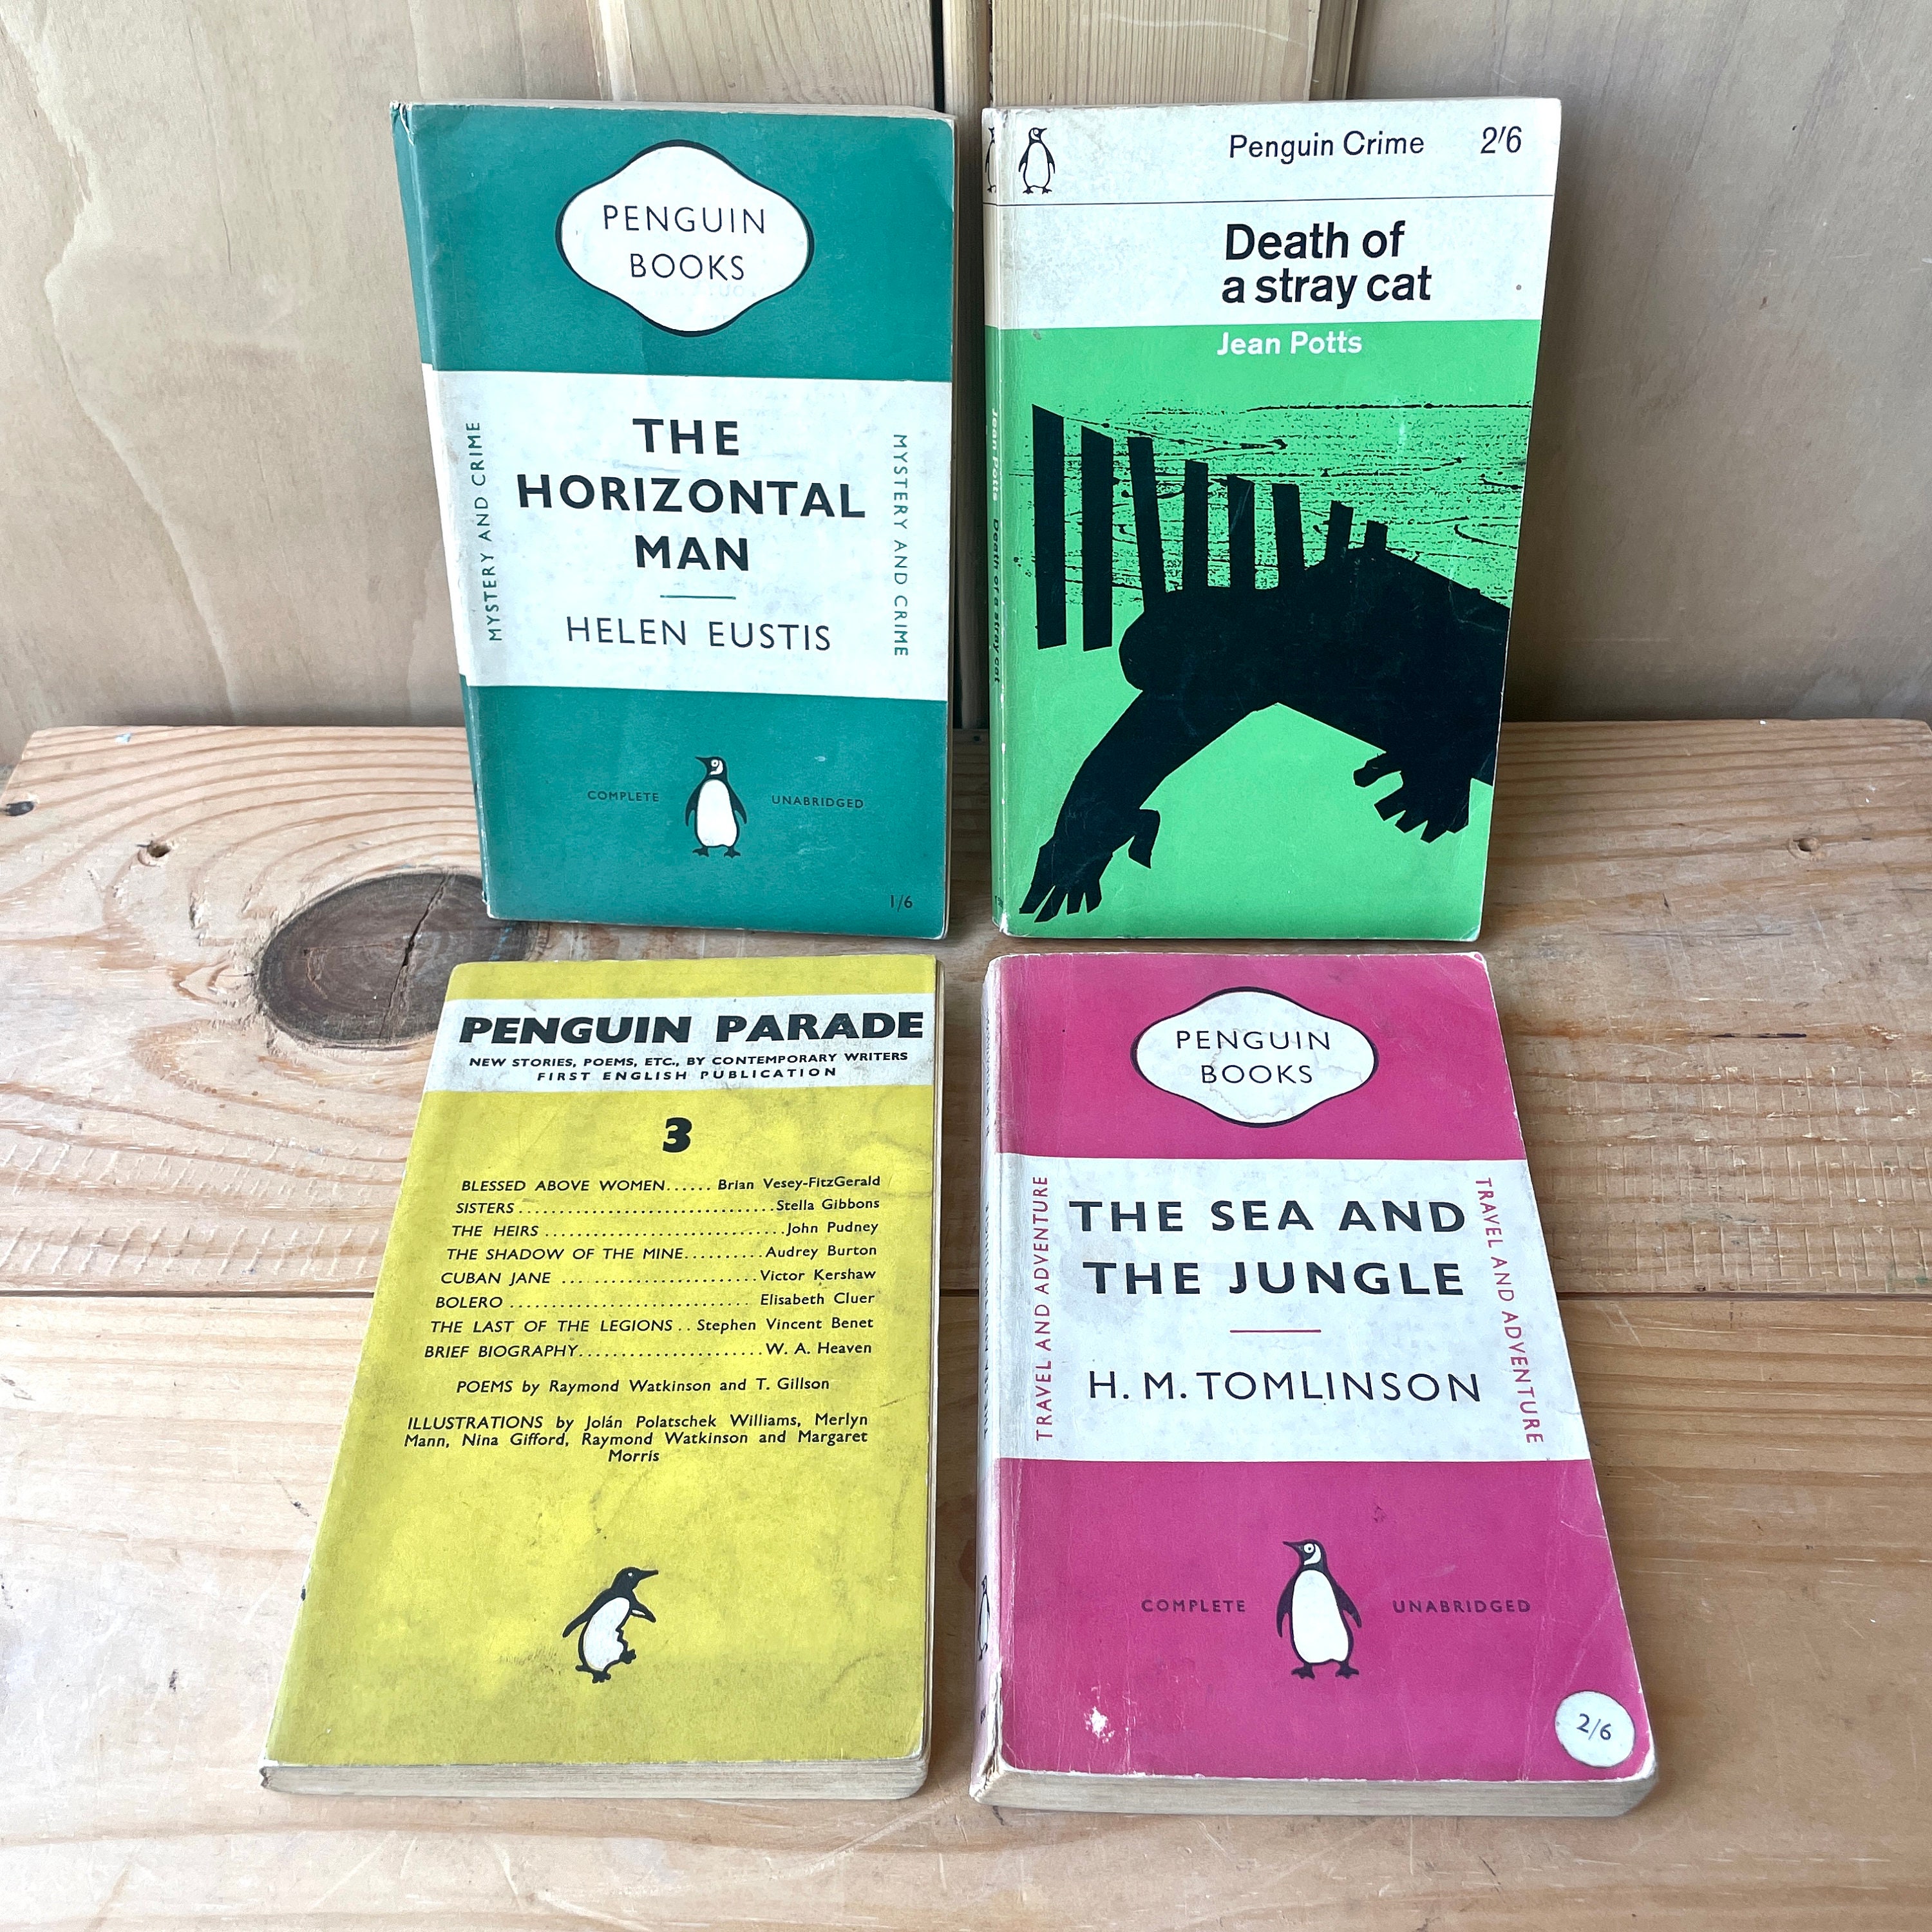 PENGUIN
BOOKS
MYSTERY AND CRIME
THE
HORIZONTAL
MAN
HELEN EUSTIS
MYSTERY AND CRIME
COMPLETE
UNABRIDGED
1/6
Penguin Crime 2'6
Death of
a stray cat
Jean Potts
Jean Potts Death of a stray cat
PENGUIN PARADE
NEW STORIES, POEMS, ETC., BY CONTEMPORARY WRITERS
FIRST ENGLISH PUBLICATION
3
BLESSED ABOVE WOMEN...... Brian Vesey-FitzGerald
SISTERS................................Stella Gibbons
THE HEIRS ..............................John Pudney
THE SHADOW OF THE MINE..........Audrey Burton
CUBAN JANE .........................Victor Kershaw
BOLERO .............................. Elisabeth Cluer
THE LAST OF THE LEGIONS .. Stephen Vincent Benet
BRIEF BIOGRAPHY.......................W. A. Heaven
POEMS by Raymond Watkinson and T. Gillson
ILLUSTRATIONS by Jolán Polatschek Williams, Merlyn
Mann, Nina Gifford, Raymond Watkinson and Margaret
Morris
PENGUIN
BOOKS
TRAVEL AND ADVENTURE
THE SEA AND
THE JUNGLE
H. M. TOMLINSON
TRAVEL AND ADVENTURE
COMPLETE
UNABRIDGED
2/6